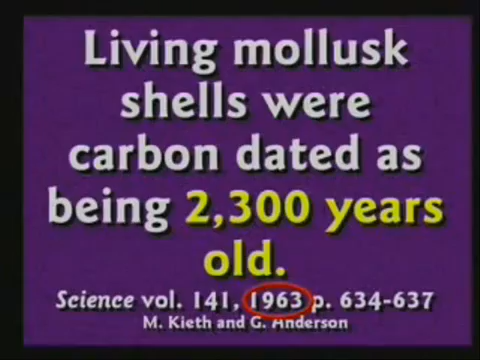 Living mollusk
shells were
carbon dated as
being 2,300 years
old.
Science vol. 141, 1963 p. 634-637
M. Kieth and G. Anderson